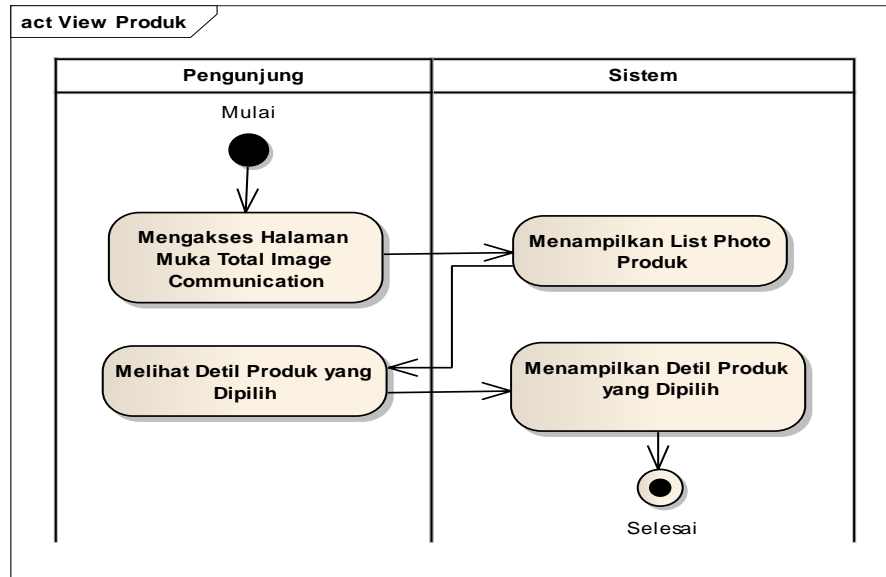 act View Produk
Pengunjung
Sistem
Mulai
Mengakses Halaman
Muka Total Image
Communication
Menampilkan List Photo
Produk
Melihat Detil Produk yang
Dipilih
Menampilkan Detil Produk
yang Dipilih
Selesai